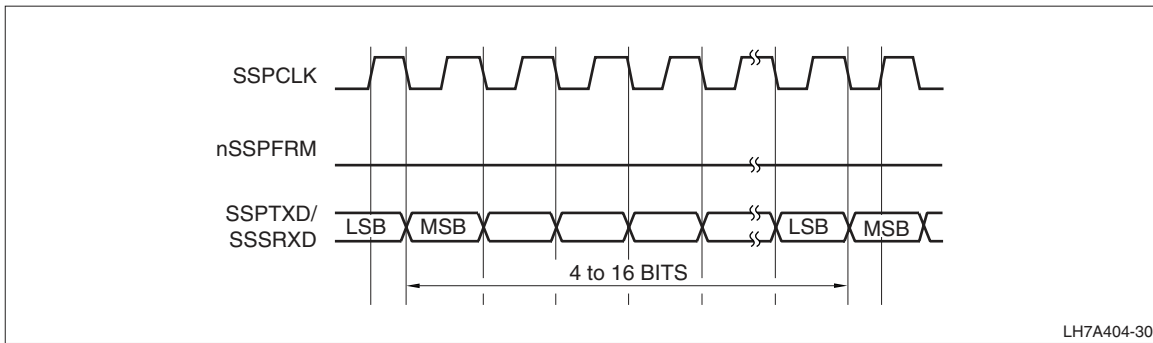 SSPCLK
nSSPFRM
SSPTXD/
SSSRXD
LSB MSB LSB MSB
4 to 16 BITS
LH7A404-30